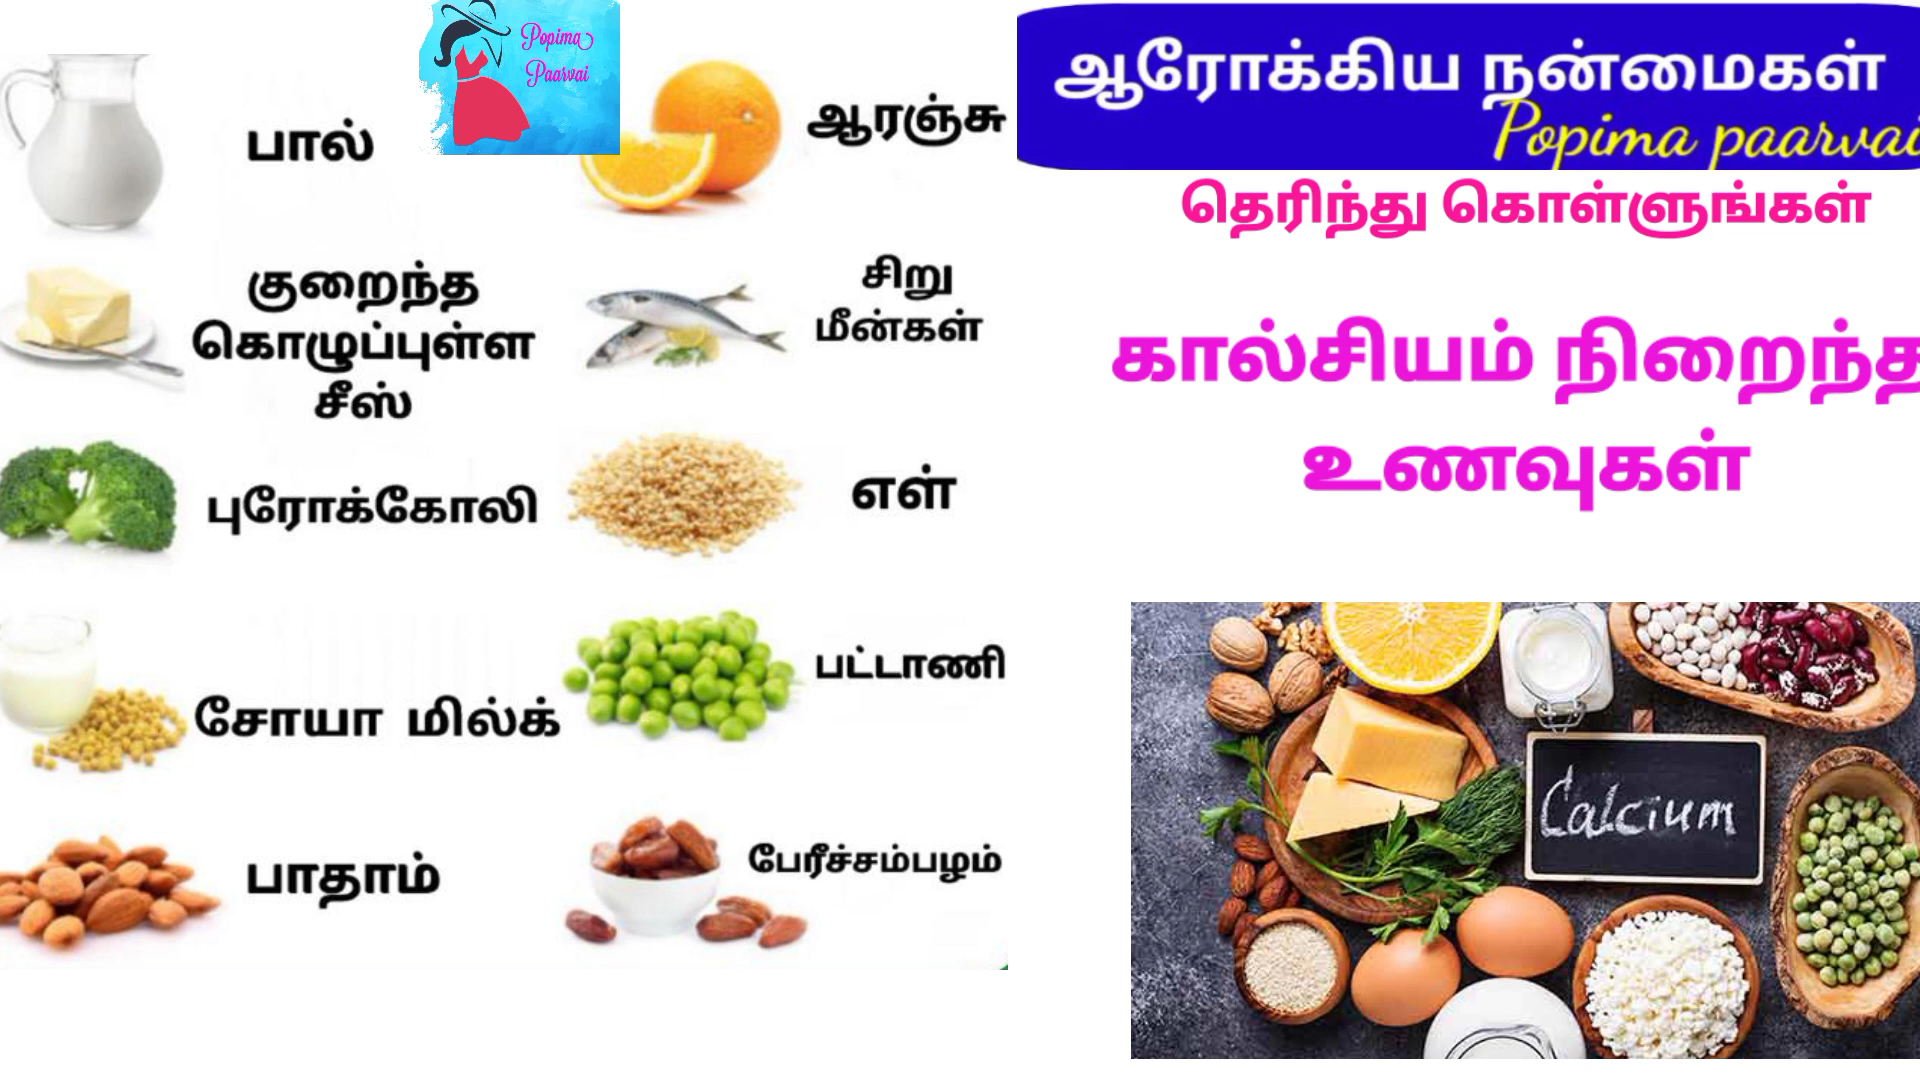 Popima
Paarvai
பால்
ஆரஞ்சு
குறைந்த
கொழுப்புள்ள
சீஸ்
சிறு
மீன்கள்
புரோக்கோலி
எள்
சோயா மில்க்
பட்டாணி
பாதாம்
பேரீச்சம்பழம்
ஆரோக்கிய நன்மைகள்
Popima paarvai
தெரிந்து கொள்ளுங்கள்
கால்சியம் நிறைந்த
உணவுகள்
Calcium